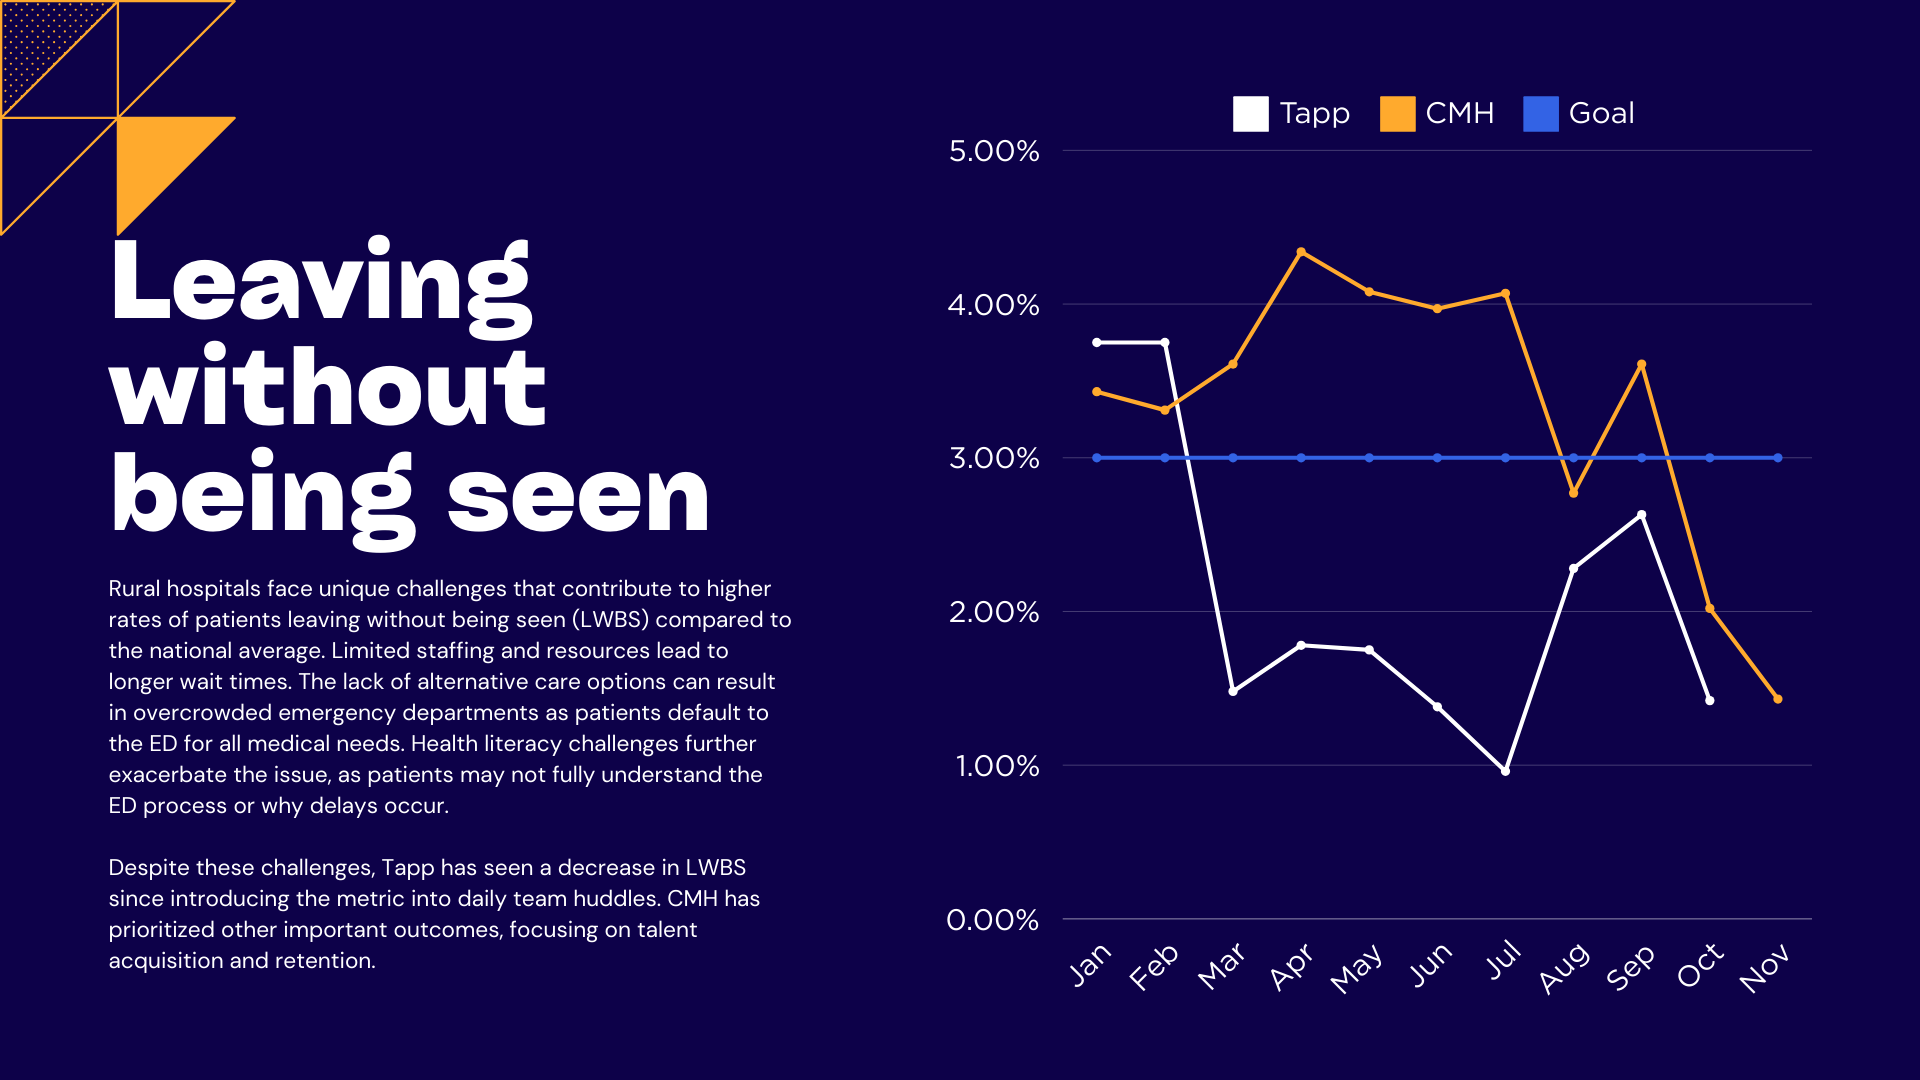 Leaving
without
being seen
Rural hospitals face unique challenges that contribute to higher
rates of patients leaving without being seen (LWBS) compared to
the national average. Limited staffing and resources lead to
longer wait times. The lack of alternative care options can result
in overcrowded emergency departments as patients default to
the ED for all medical needs. Health literacy challenges further
exacerbate the issue, as patients may not fully understand the
ED process or why delays occur.
Despite these challenges, Tapp has seen a decrease in LWBS
since introducing the metric into daily team huddles. CMH has
prioritized other important outcomes, focusing on talent
acquisition and retention.
Tapp CMH Goal
5.00%
4.00%
3.00%
2.00%
1.00%
0.00%
Jan Feb Mar Apr May Jun Jul Aug Sep Oct Nov